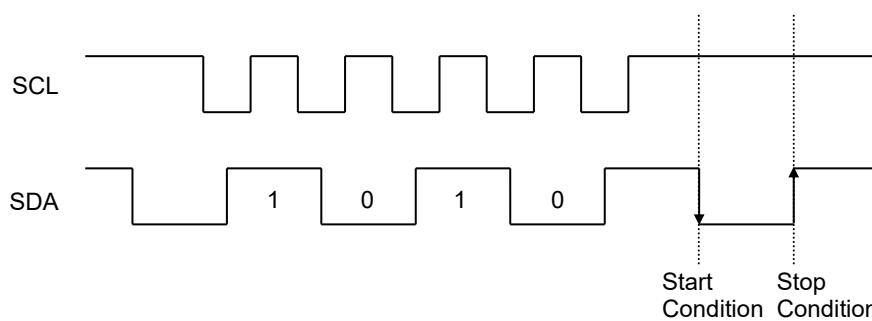 SCL
SDA
1 0 1 0
Start Stop
Condition Condition